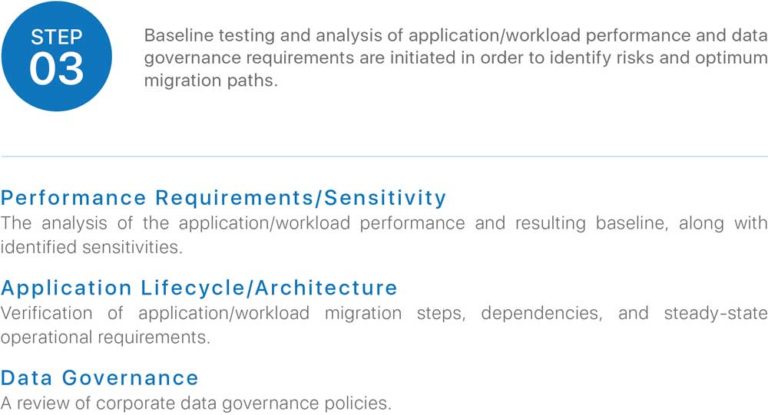 STEP
03
Baseline testing and analysis of application/workload performance and data
governance requirements are initiated in order to identify risks and optimum
migration paths.
Performance Requirements/Sensitivity
The analysis of the application/workload performance and resulting baseline, along with
identified sensitivities.
Application Lifecycle/Architecture
Verification of application/workload migration steps, dependencies, and steady-state
operational requirements.
Data Governance
A review of corporate data governance policies.